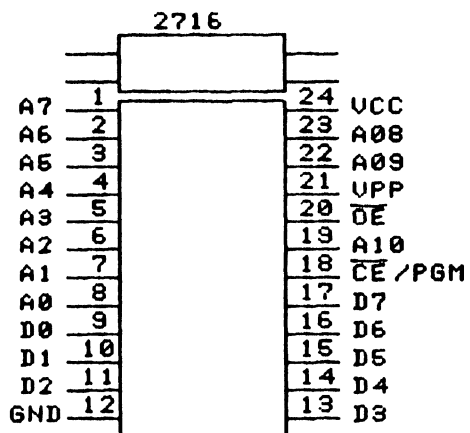 2716
A7 1 24 VCC
A6 2 23 A08
A5 3 22 A09
A4 4 21 VPP
A3 5 20 O̅E̅
A2 6 19 A10
A1 7 18 C̅E̅/PGM
A0 8 17 D7
D0 9 16 D6
D1 10 15 D5
D2 11 14 D4
GND 12 13 D3